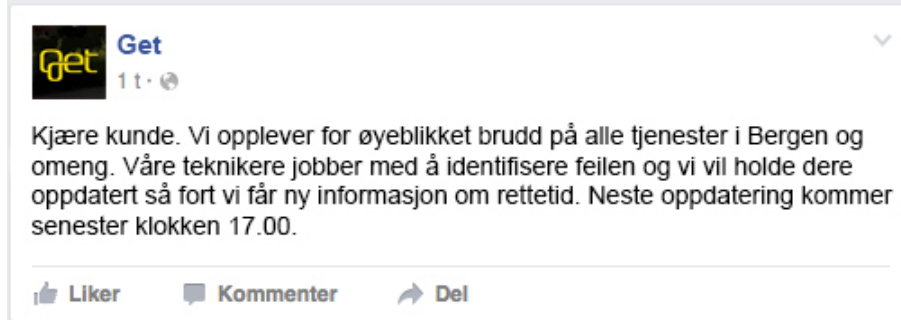 Get
Get
1 t ·
Kjære kunde. Vi opplever for øyeblikket brudd på alle tjenester i Bergen og
omeng. Våre teknikere jobber med å identifisere feilen og vi vil holde dere
oppdatert så fort vi får ny informasjon om rettetid. Neste oppdatering kommer
senester klokken 17.00.
Liker Kommenter Del